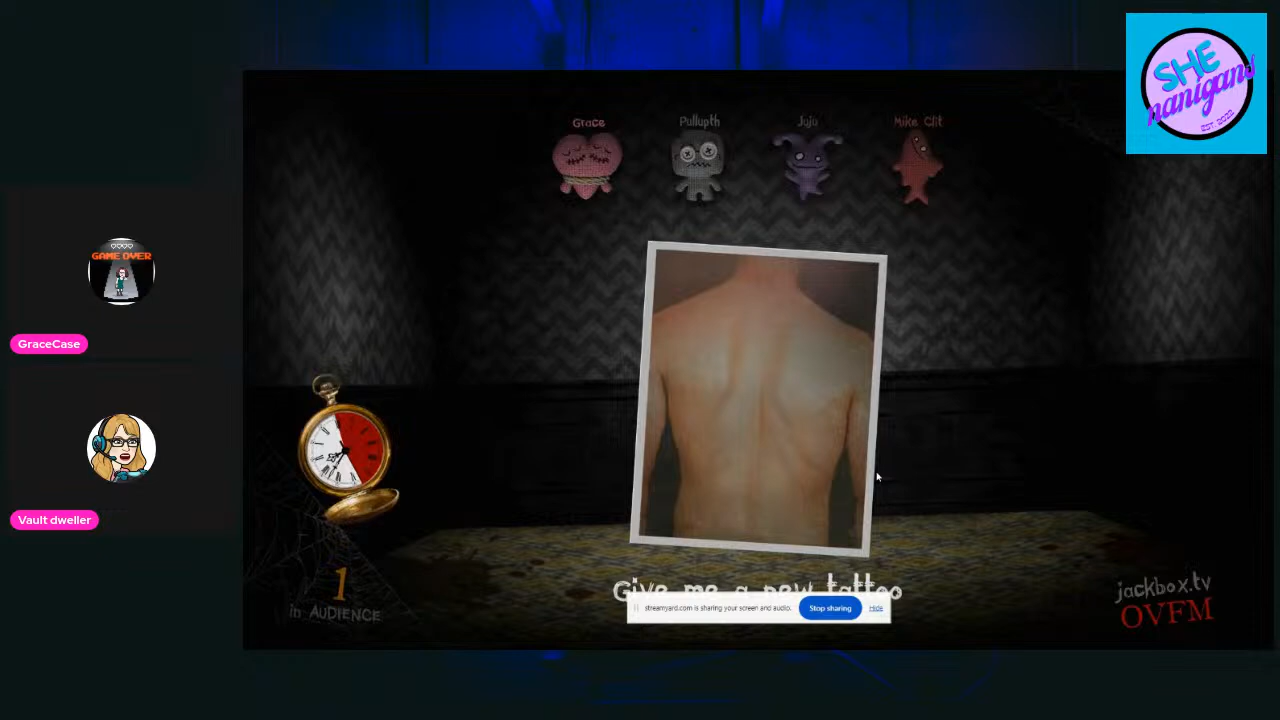 SHE
nanigans
EST. 2022
Grace
Pullupth
Juju
Mike Clit
GAME OVER
GraceCase
Vault dweller
1
in AUDIENCE
Give me a new tattoo
streamyard.com is sharing your screen and audio.
Stop sharing
Hide
jackbox.tv
OVFM